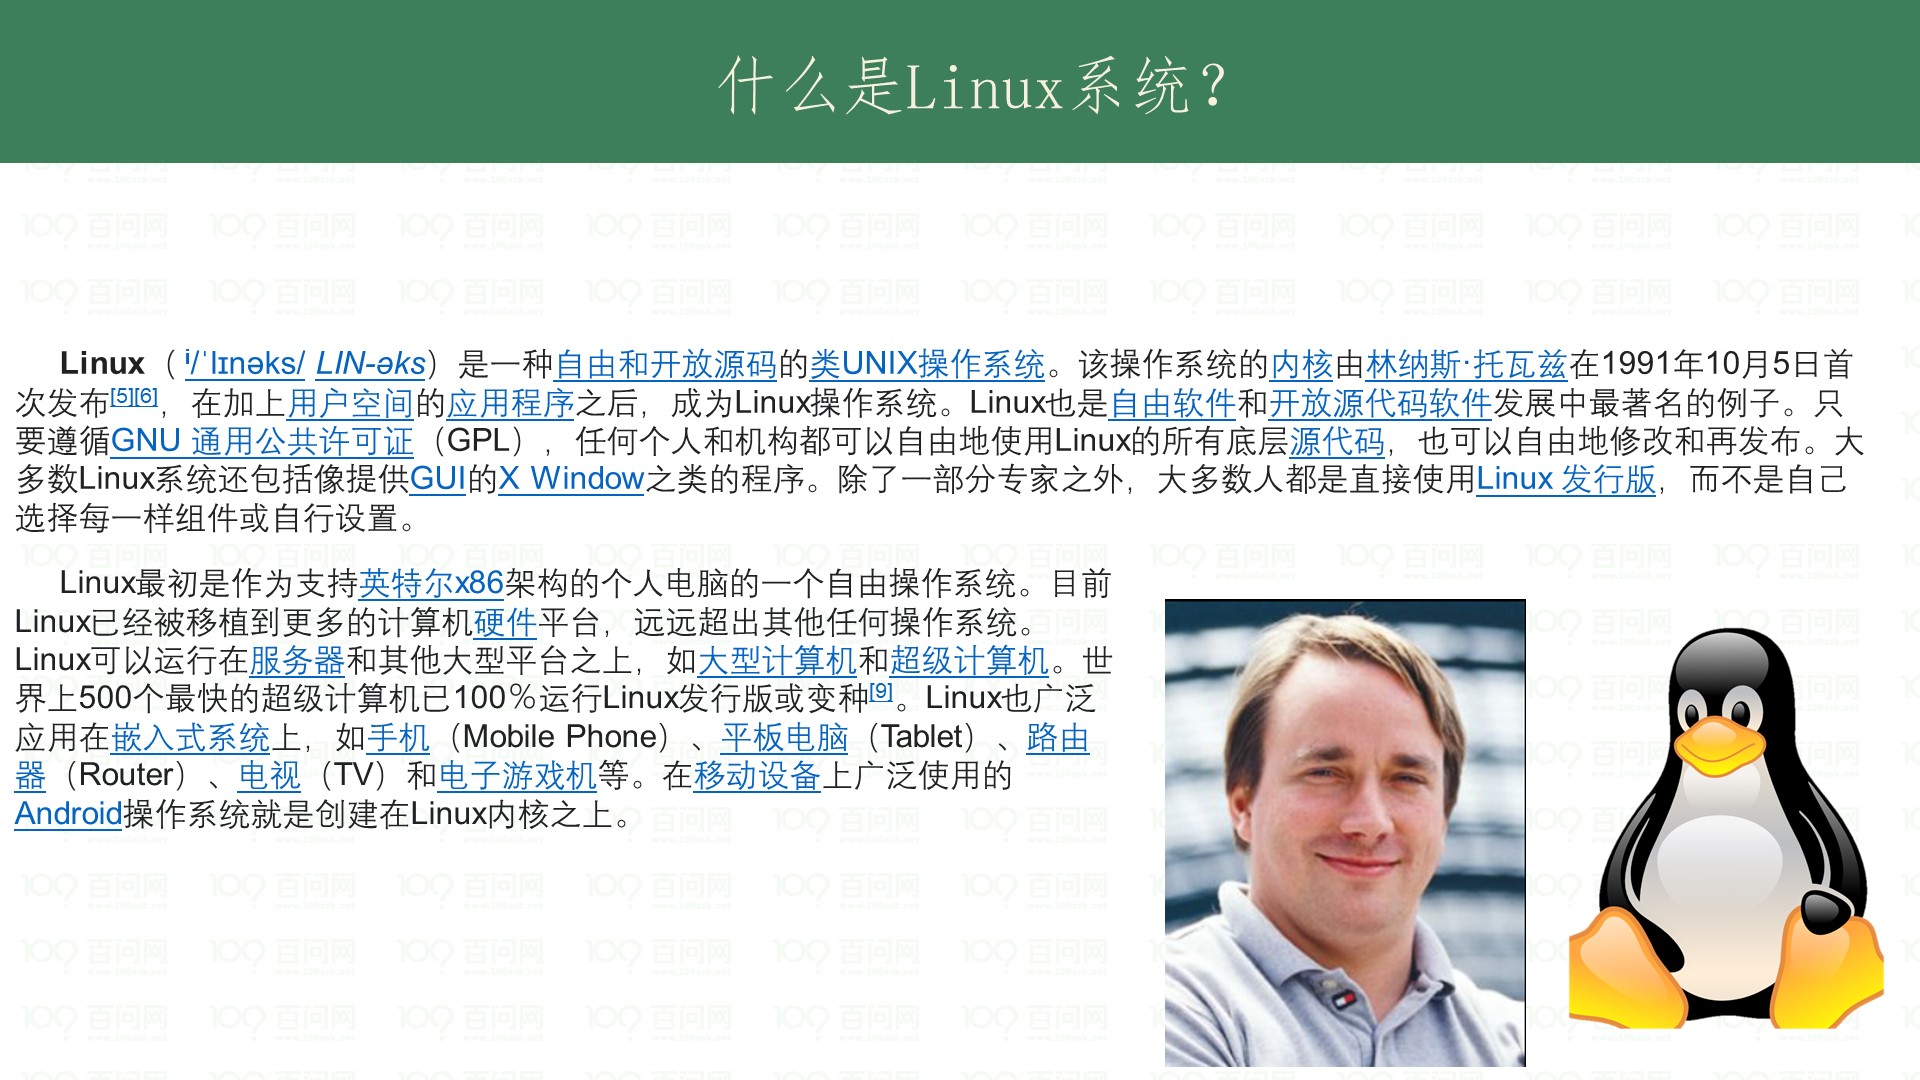 什么是Linux系统？
Linux（ i/ˈlɪnəks/ LIN-əks）是一种自由和开放源码的类UNIX操作系统。该操作系统的内核由林纳斯·托瓦兹在1991年10月5日首
次发布[5][6]，在加上用户空间的应用程序之后，成为Linux操作系统。Linux也是自由软件和开放源代码软件发展中最著名的例子。只
要遵循GNU 通用公共许可证（GPL），任何个人和机构都可以自由地使用Linux的所有底层源代码，也可以自由地修改和再发布。大
多数Linux系统还包括像提供GUI的X Window之类的程序。除了一部分专家之外，大多数人都是直接使用Linux 发行版，而不是自己
选择每一样组件或自行设置。
Linux最初是作为支持英特尔x86架构的个人电脑的一个自由操作系统。目前
Linux已经被移植到更多的计算机硬件平台，远远超出其他任何操作系统。
Linux可以运行在服务器和其他大型平台之上，如大型计算机和超级计算机。世
界上500个最快的超级计算机已100％运行Linux发行版或变种[9]。Linux也广泛
应用在嵌入式系统上，如手机（Mobile Phone）、平板电脑（Tablet）、路由
器（Router）、电视（TV）和电子游戏机等。在移动设备上广泛使用的
Android操作系统就是创建在Linux内核之上。